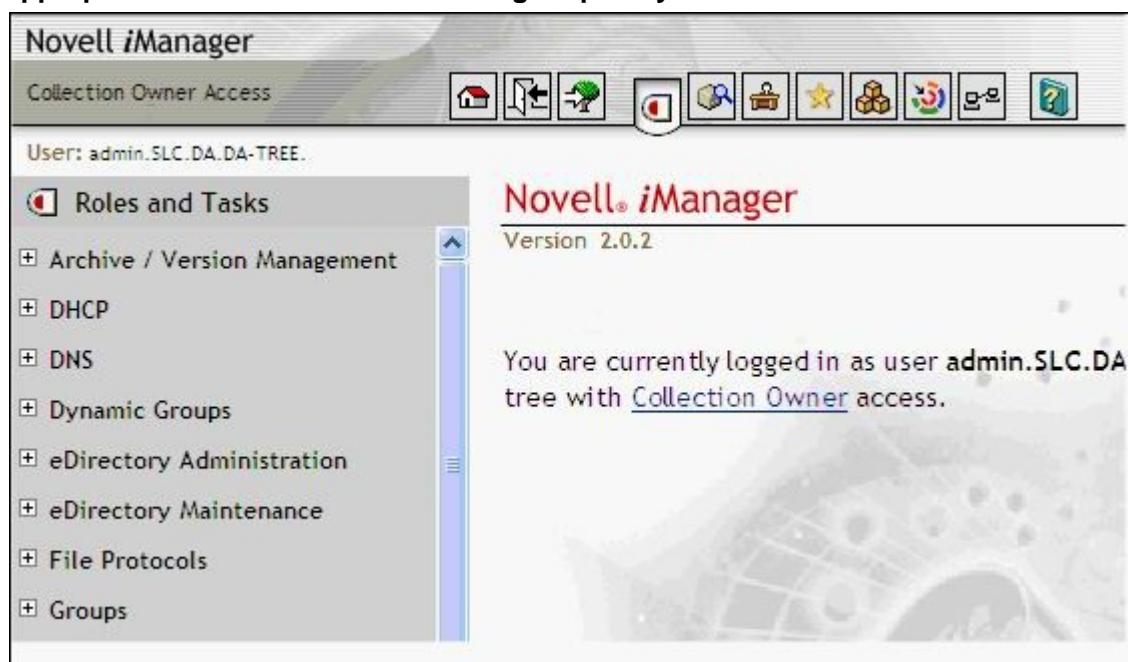 Novell iManager
Collection Owner Access
User: admin.SLC.DA.DA-TREE.
Roles and Tasks
Archive / Version Management
DHCP
DNS
Dynamic Groups
eDirectory Administration
eDirectory Maintenance
File Protocols
Groups
Novell® iManager
Version 2.0.2
You are currently logged in as user admin.SLC.DA
tree with Collection Owner access.